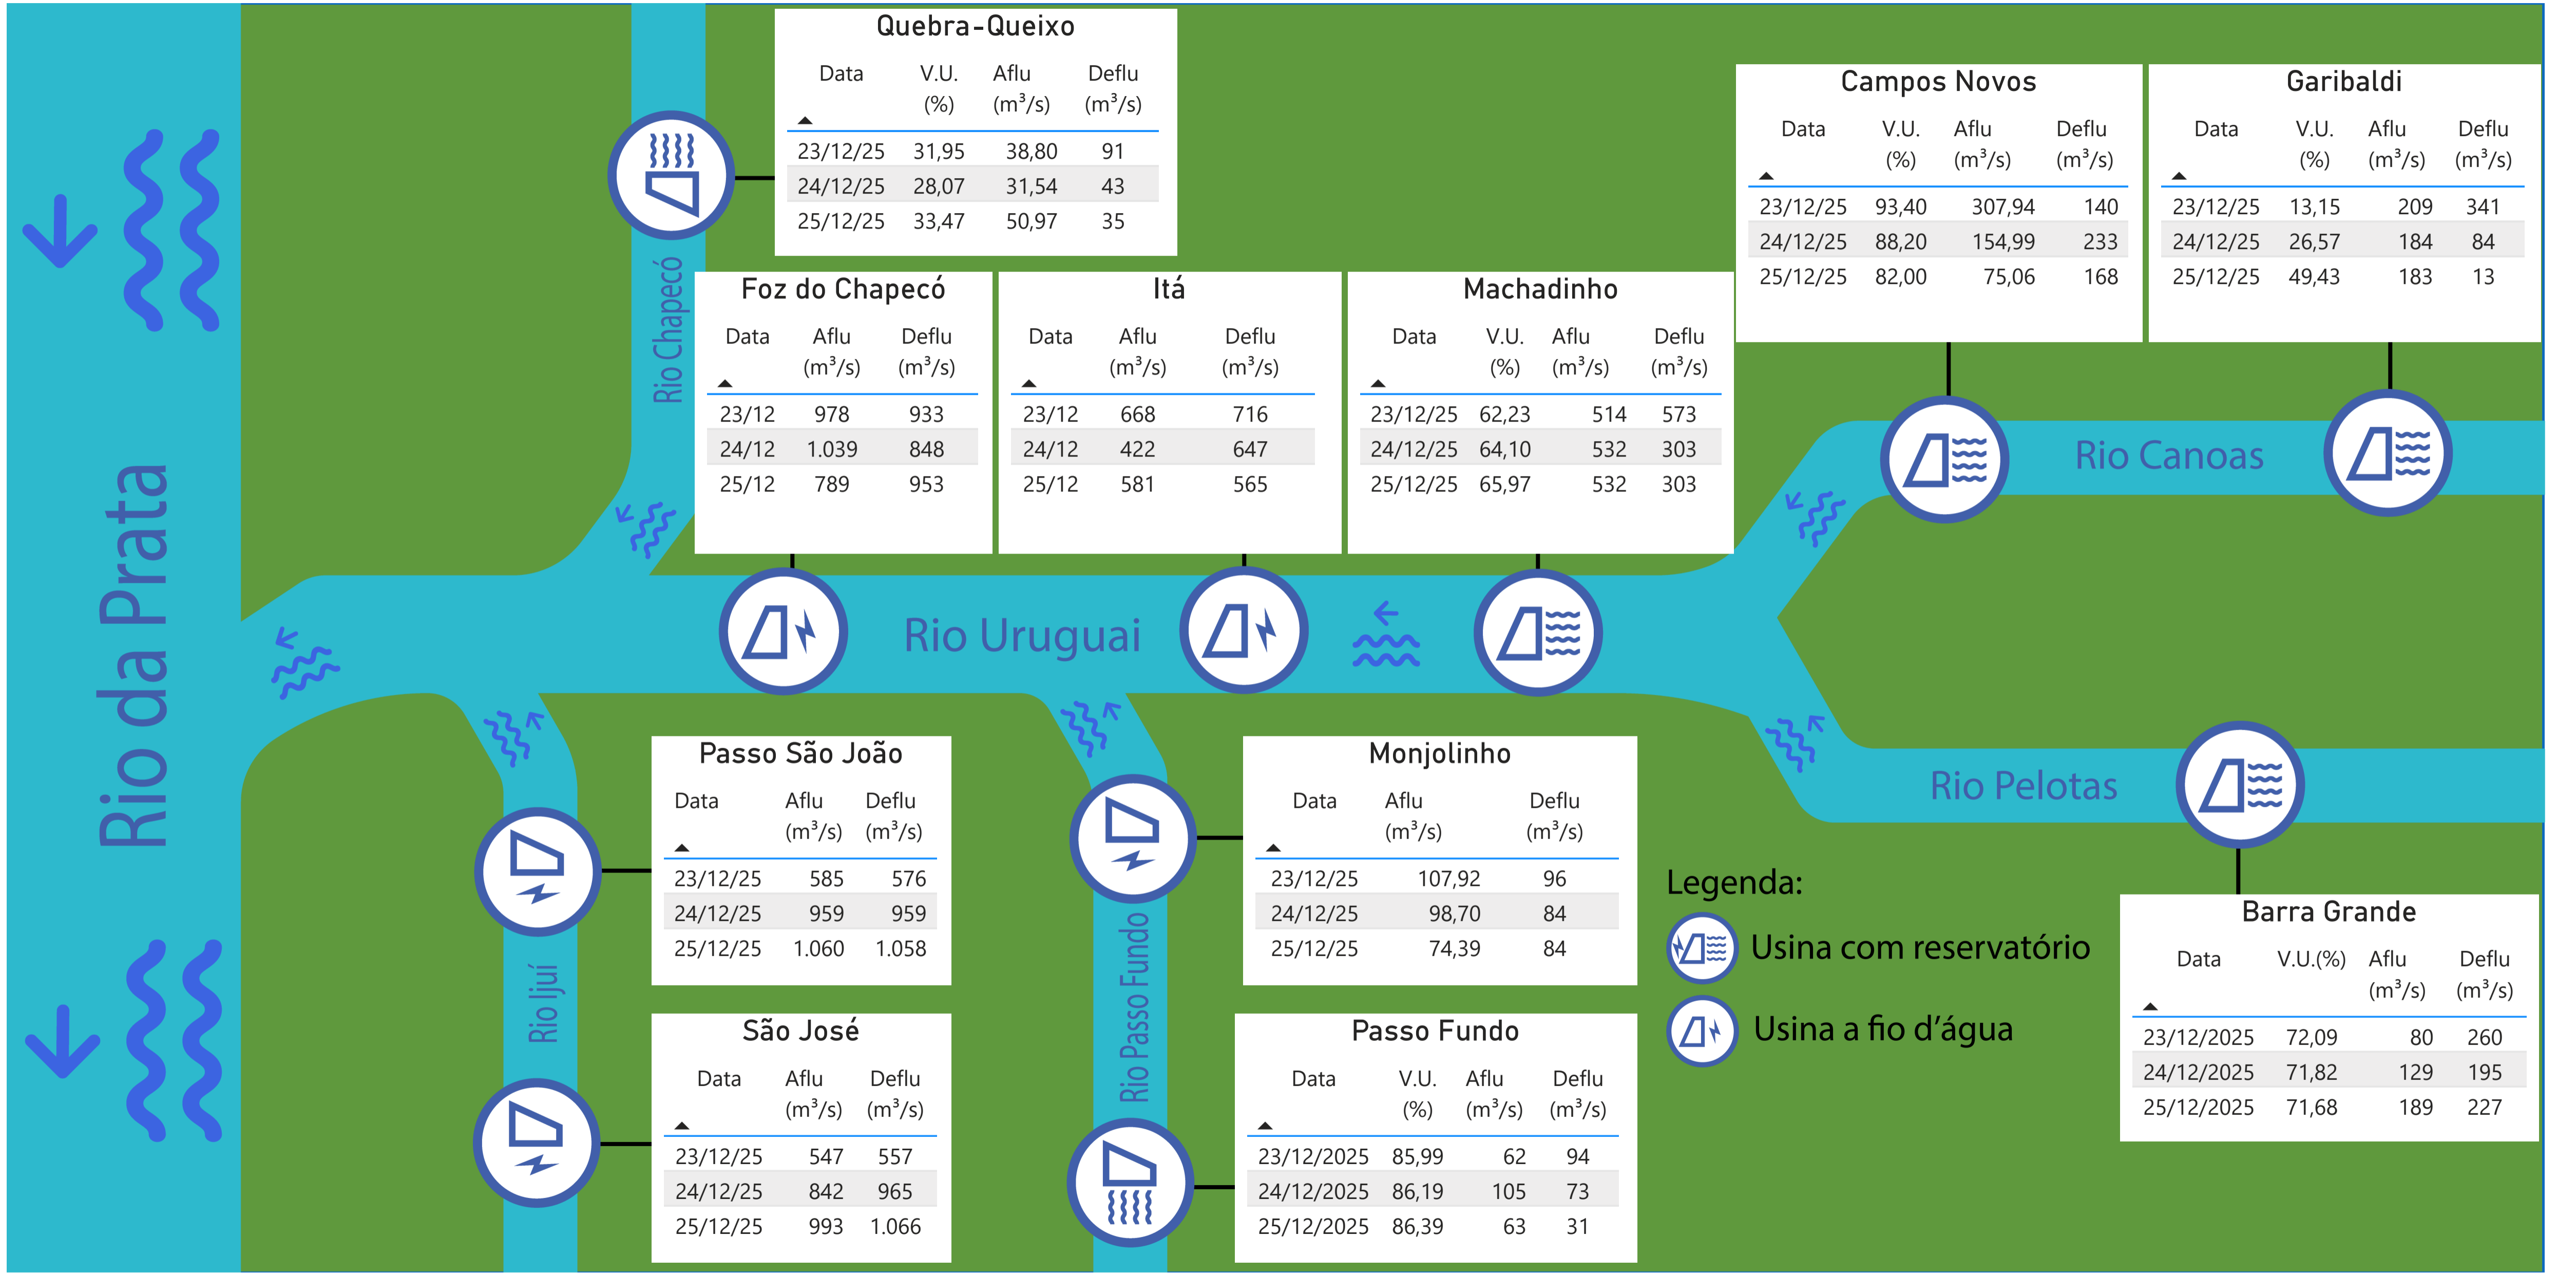 Quebra-Queixo
Data V.U. (%) Aflu (m³/s) Deflu (m³/s)
23/12/25 31,95 38,80 91
24/12/25 28,07 31,54 43
25/12/25 33,47 50,97 35
Campos Novos
Data V.U. (%) Aflu (m³/s) Deflu (m³/s)
23/12/25 93,40 307,94 140
24/12/25 88,20 154,99 233
25/12/25 82,00 75,06 168
Garibaldi
Data V.U. (%) Aflu (m³/s) Deflu (m³/s)
23/12/25 13,15 209 341
24/12/25 26,57 184 84
25/12/25 49,43 183 13
Foz do Chapecó
Data Aflu (m³/s) Deflu (m³/s)
23/12 978 933
24/12 1.039 848
25/12 789 953
Itá
Data Aflu (m³/s) Deflu (m³/s)
23/12 668 716
24/12 422 647
25/12 581 565
Machadinho
Data V.U. (%) Aflu (m³/s) Deflu (m³/s)
23/12/25 62,23 514 573
24/12/25 64,10 532 303
25/12/25 65,97 532 303
Rio Chapecó
Rio Canoas
Rio da Prata
Rio Uruguai
Rio Pelotas
Passo São João
Data Aflu (m³/s) Deflu (m³/s)
23/12/25 585 576
24/12/25 959 959
25/12/25 1.060 1.058
Monjolinho
Data Aflu (m³/s) Deflu (m³/s)
23/12/25 107,92 96
24/12/25 98,70 84
25/12/25 74,39 84
Legenda:
Usina com reservatório
Usina a fio d'água
Barra Grande
Data V.U.(%) Aflu (m³/s) Deflu (m³/s)
23/12/2025 72,09 80 260
24/12/2025 71,82 129 195
25/12/2025 71,68 189 227
Rio Ijuí
Rio Passo Fundo
São José
Data Aflu (m³/s) Deflu (m³/s)
23/12/25 547 557
24/12/25 842 965
25/12/25 993 1.066
Passo Fundo
Data V.U. (%) Aflu (m³/s) Deflu (m³/s)
23/12/2025 85,99 62 94
24/12/2025 86,19 105 73
25/12/2025 86,39 63 31